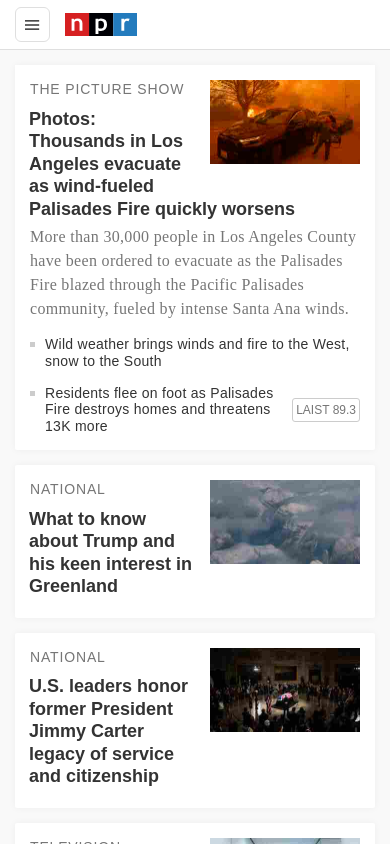 npr
THE PICTURE SHOW
Photos:
Thousands in Los
Angeles evacuate
as wind-fueled
Palisades Fire quickly worsens
More than 30,000 people in Los Angeles County
have been ordered to evacuate as the Palisades
Fire blazed through the Pacific Palisades
community, fueled by intense Santa Ana winds.
Wild weather brings winds and fire to the West,
snow to the South
Residents flee on foot as Palisades
Fire destroys homes and threatens
13K more
LAIST 89.3
NATIONAL
What to know
about Trump and
his keen interest in
Greenland
NATIONAL
U.S. leaders honor
former President
Jimmy Carter
legacy of service
and citizenship
TELEVISION